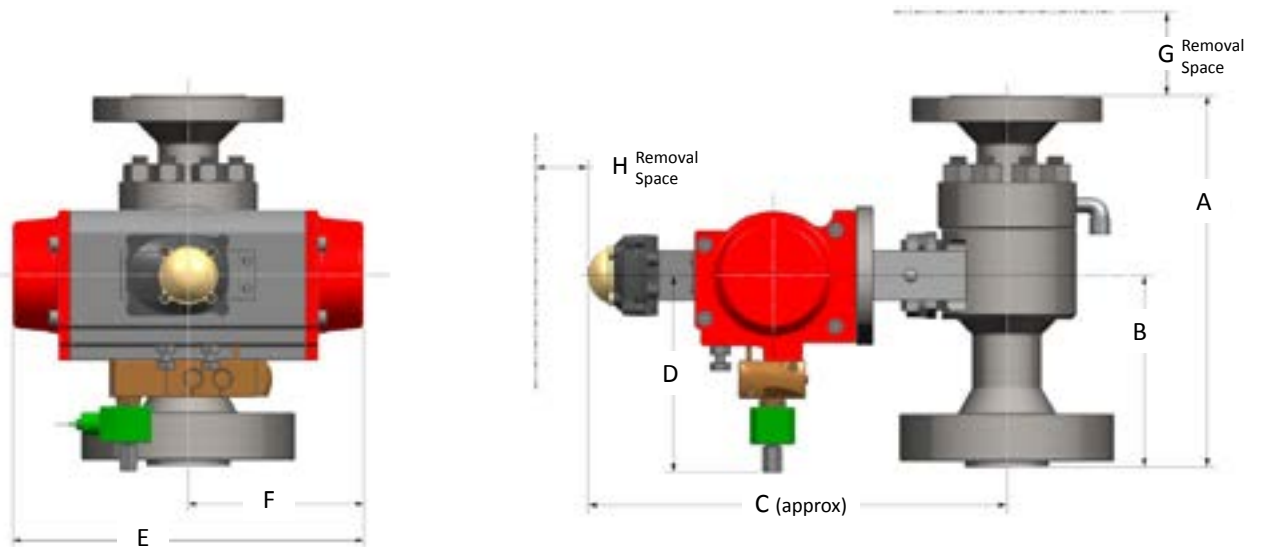 G Removal
Space
H Removal
Space
A
B
D
F
C (approx)
E